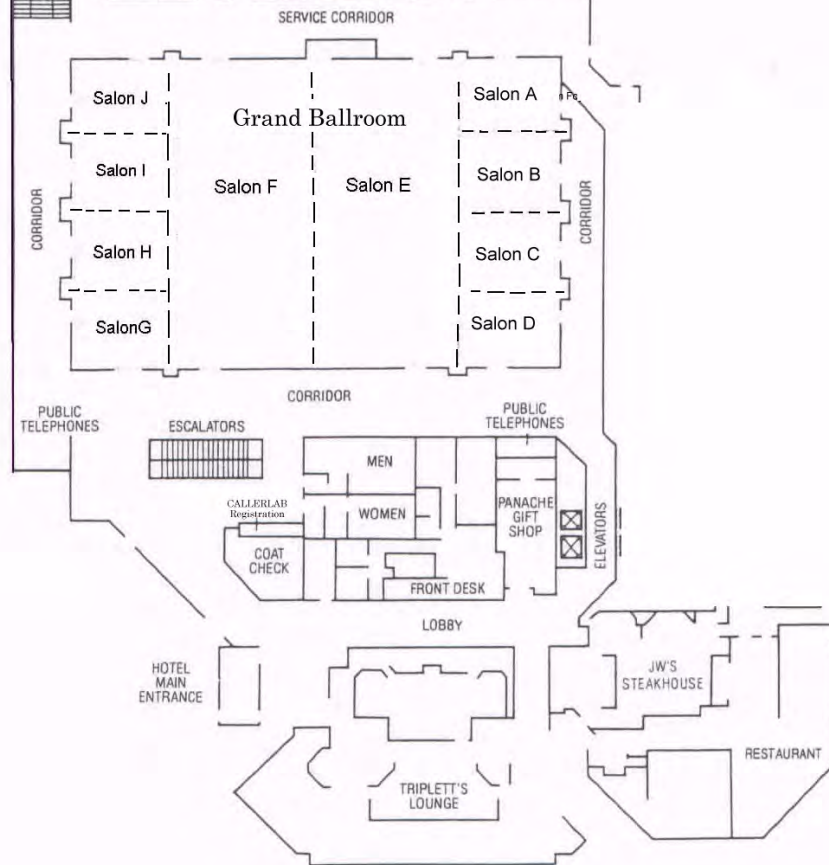 SERVICE CORRIDOR
Salon J
Salon A
Grand Ballroom
Salon I
Salon F
Salon E
Salon B
CORRIDOR
CORRIDOR
Salon H
Salon C
SalonG
Salon D
CORRIDOR
PUBLIC
TELEPHONES
ESCALATORS
PUBLIC
TELEPHONES
MEN
CALLERLAB
Registration
WOMEN
PANACHE
GIFT
SHOP
ELEVATORS
COAT
CHECK
FRONT DESK
LOBBY
HOTEL
MAIN
ENTRANCE
JW'S
STEAKHOUSE
RESTAURANT
TRIPLETT'S
LOUNGE